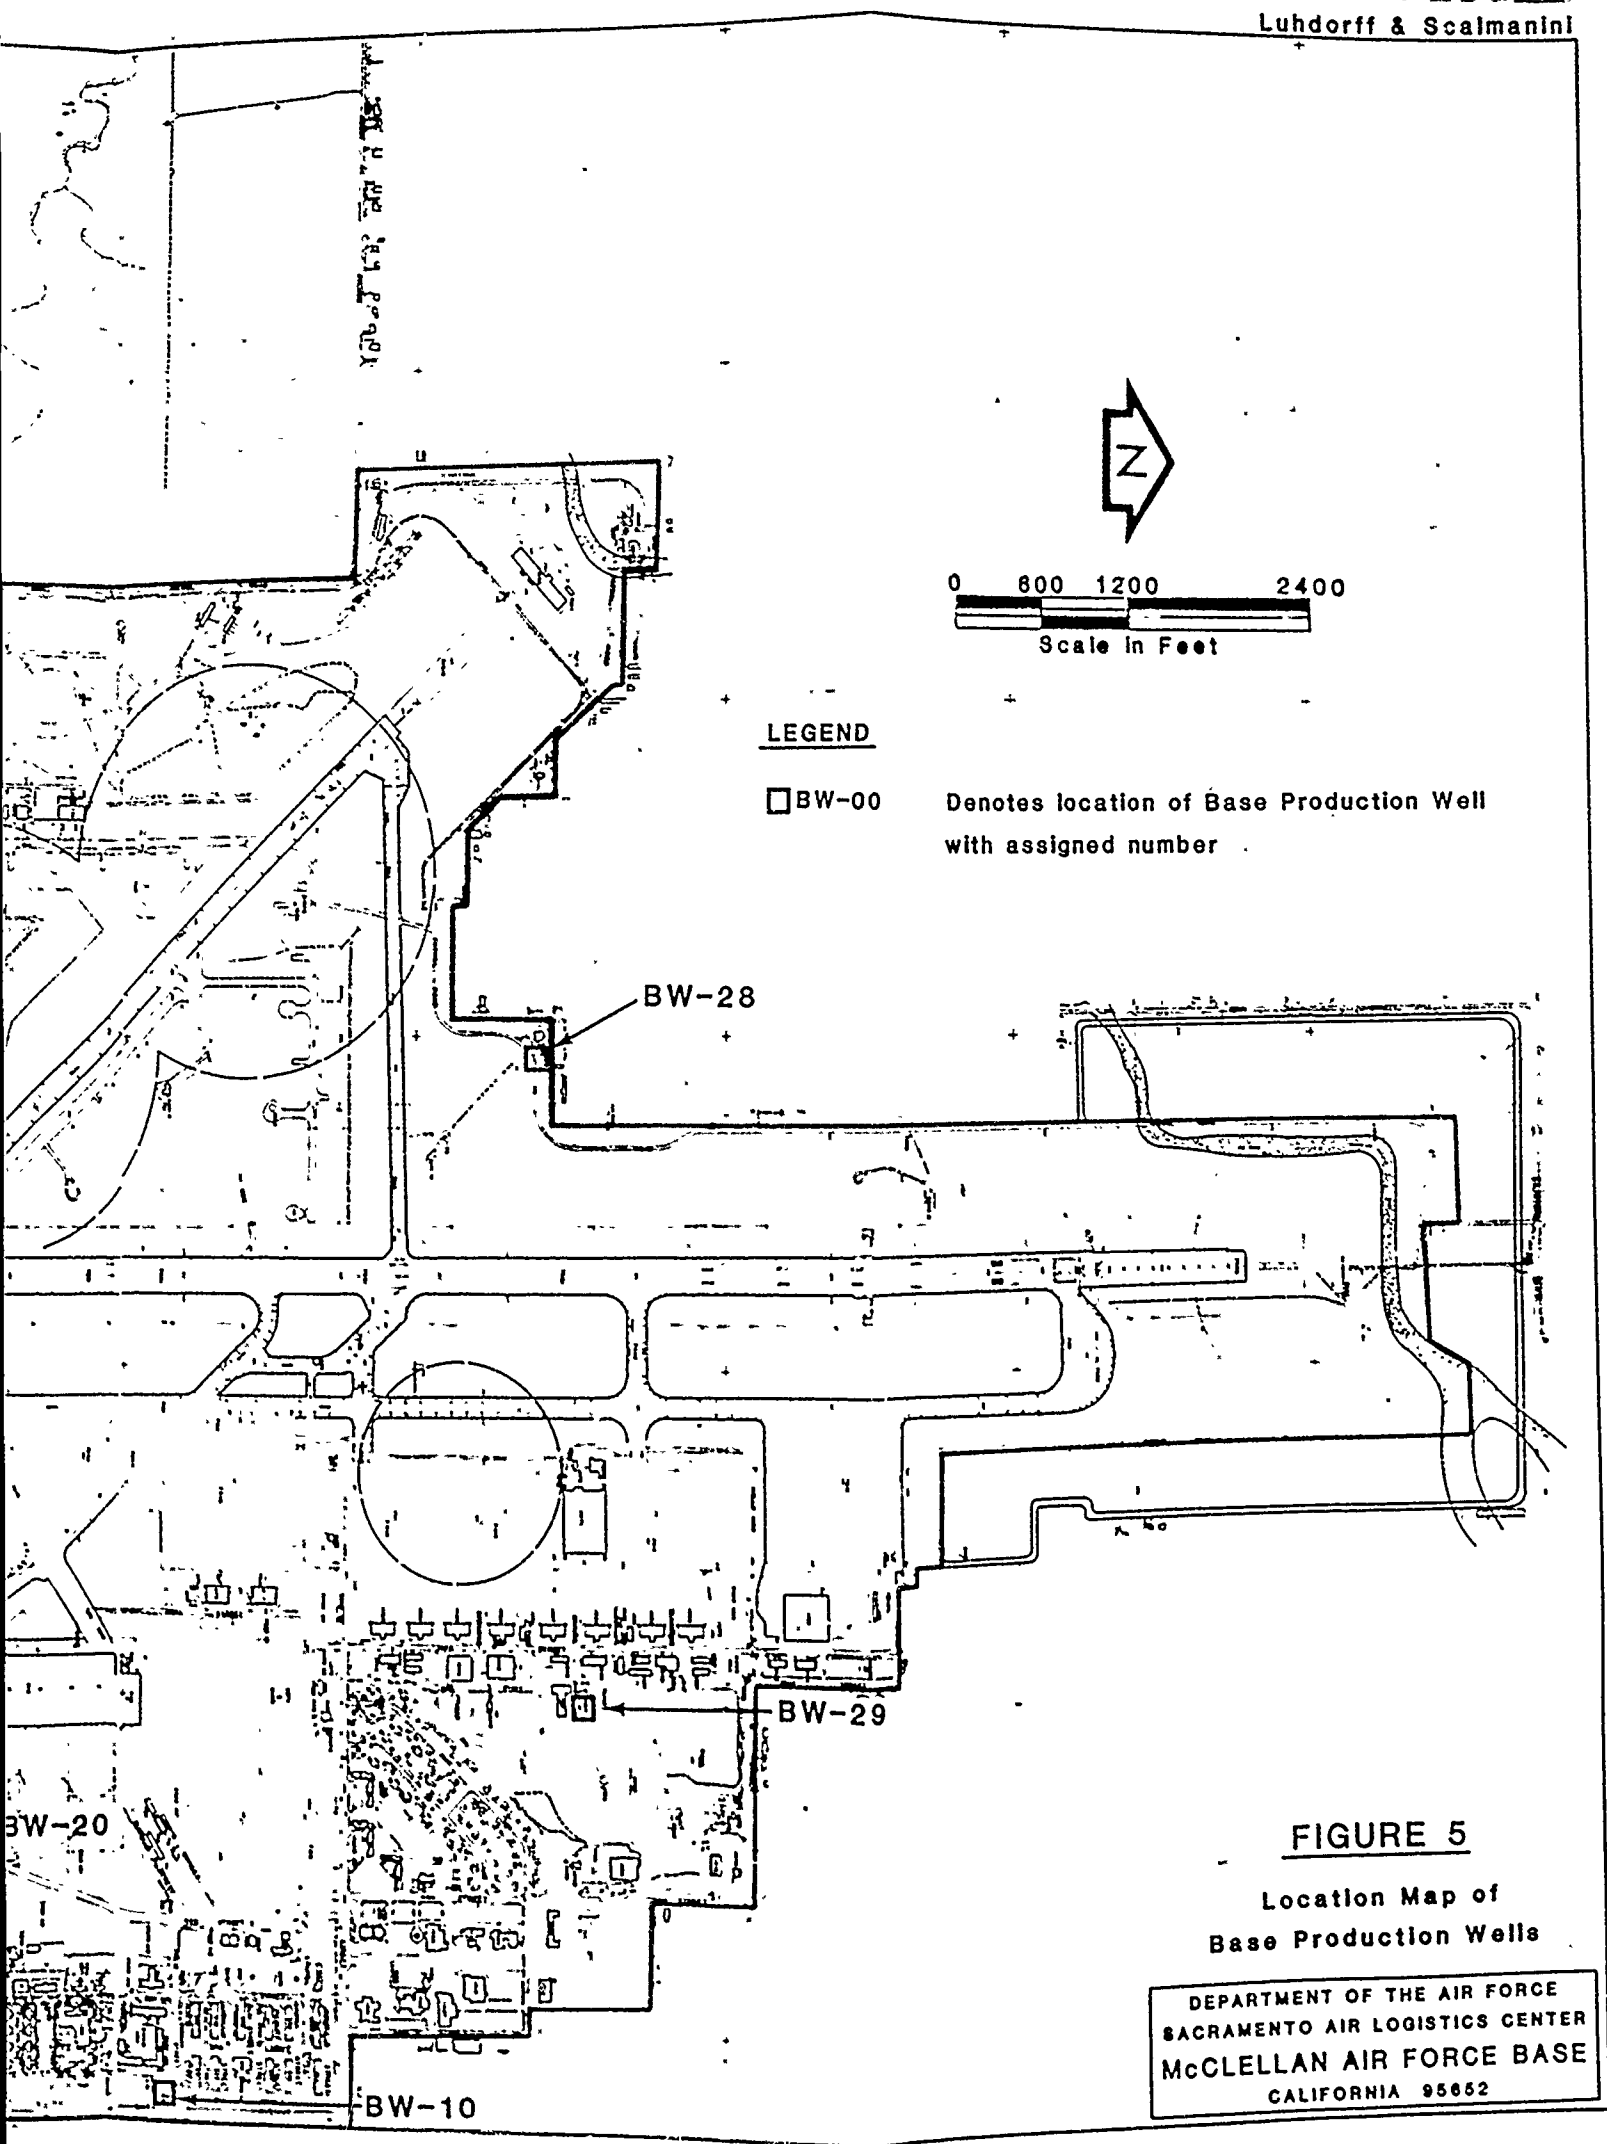 Luhdorff & Scalmanini
N
0 600 1200 2400
Scale in Feet
LEGEND
BW-00 Denotes location of Base Production Well
with assigned number
BW-28
BW-29
BW-20
BW-10
FIGURE 5
Location Map of
Base Production Wells
DEPARTMENT OF THE AIR FORCE
SACRAMENTO AIR LOGISTICS CENTER
McCLELLAN AIR FORCE BASE
CALIFORNIA 95652